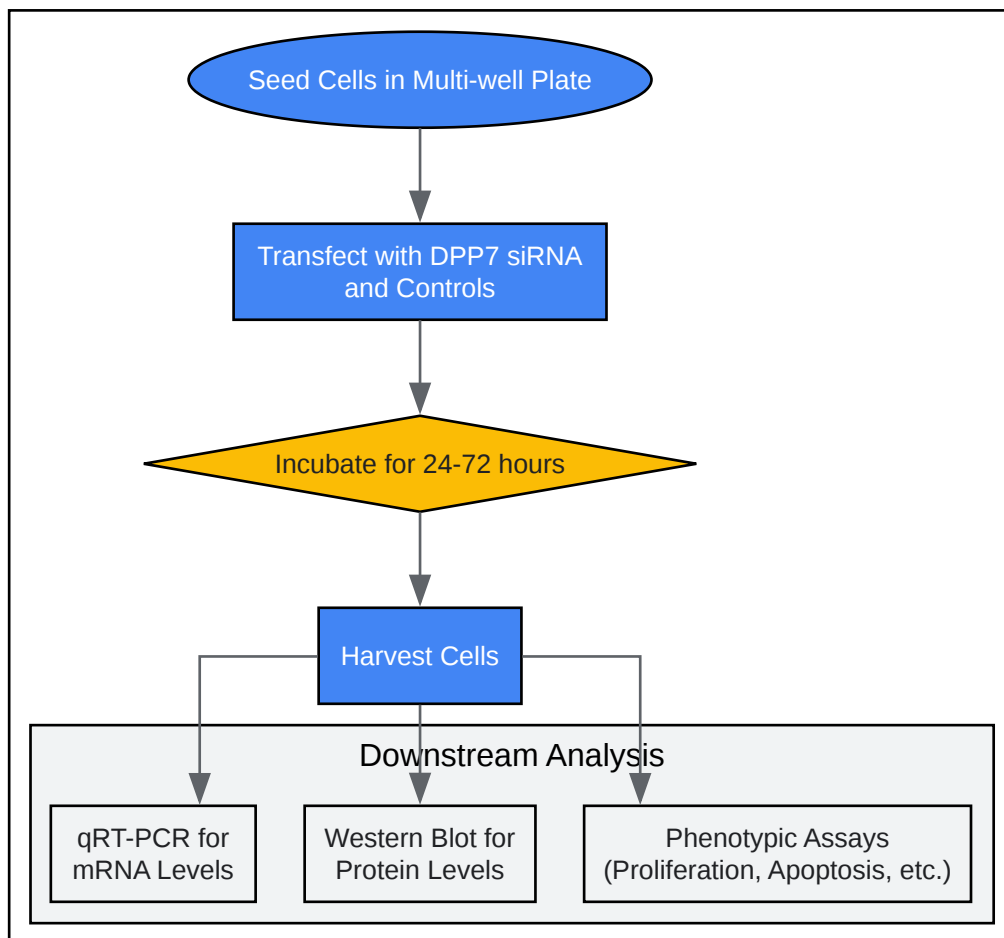 Seed Cells in Multi-well Plate
Transfect with DPP7 siRNA
and Controls
Incubate for 24-72 hours
Harvest Cells
Downstream Analysis
qRT-PCR for
mRNA Levels
Western Blot for
Protein Levels
Phenotypic Assays
(Proliferation, Apoptosis, etc.)